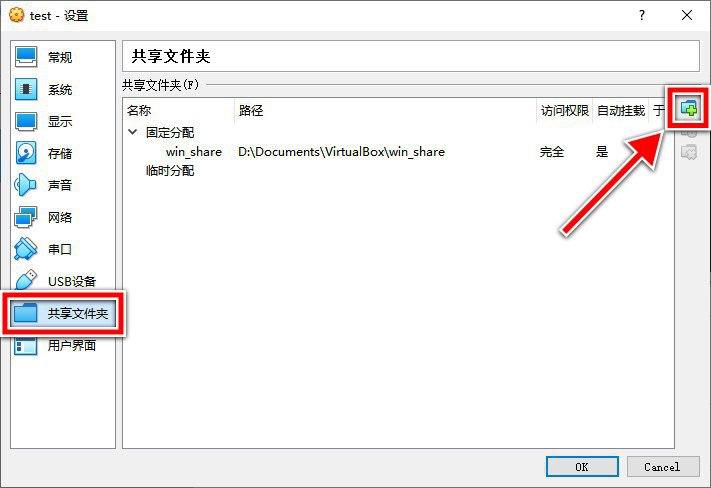 test - 设置
?
常规
系统
显示
存储
声音
网络
串口
USB设备
共享文件夹
用户界面
共享文件夹
共享文件夹(F)
名称 路径 访问权限 自动挂载 于
固定分配
win_share D:\Documents\VirtualBox\win_share 完全 是
临时分配
OK Cancel